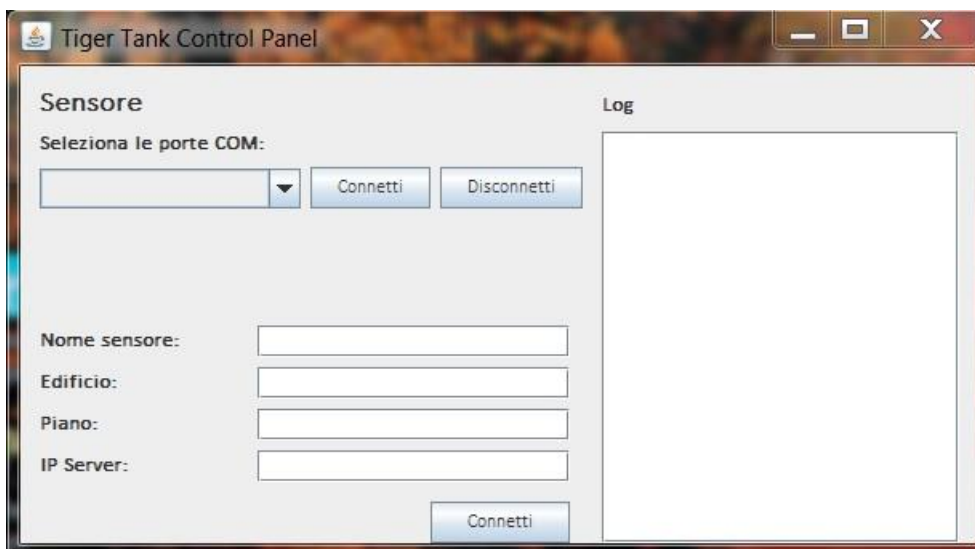 Tiger Tank Control Panel
Sensore
Seleziona le porte COM:
Connetti
Disconnetti
Nome sensore:
Edificio:
Piano:
IP Server:
Connetti
Log